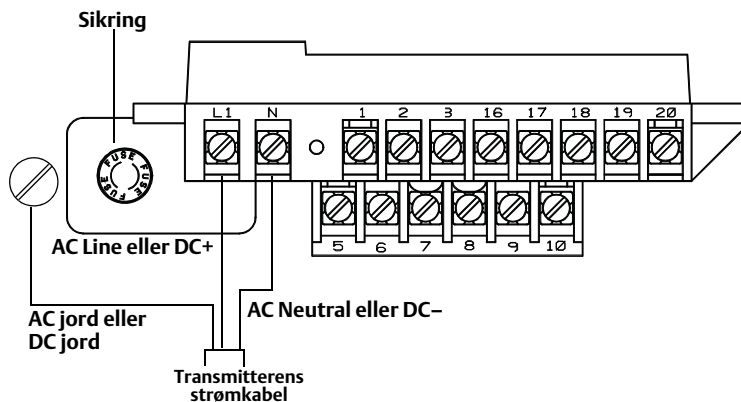 Sikring
L1 N 1 2 3 16 17 18 19 20
FUSE FUSE FUSE
5 6 7 8 9 10
AC Line eller DC+
AC jord eller
DC jord
AC Neutral eller DC–
Transmitterens
strømkabel